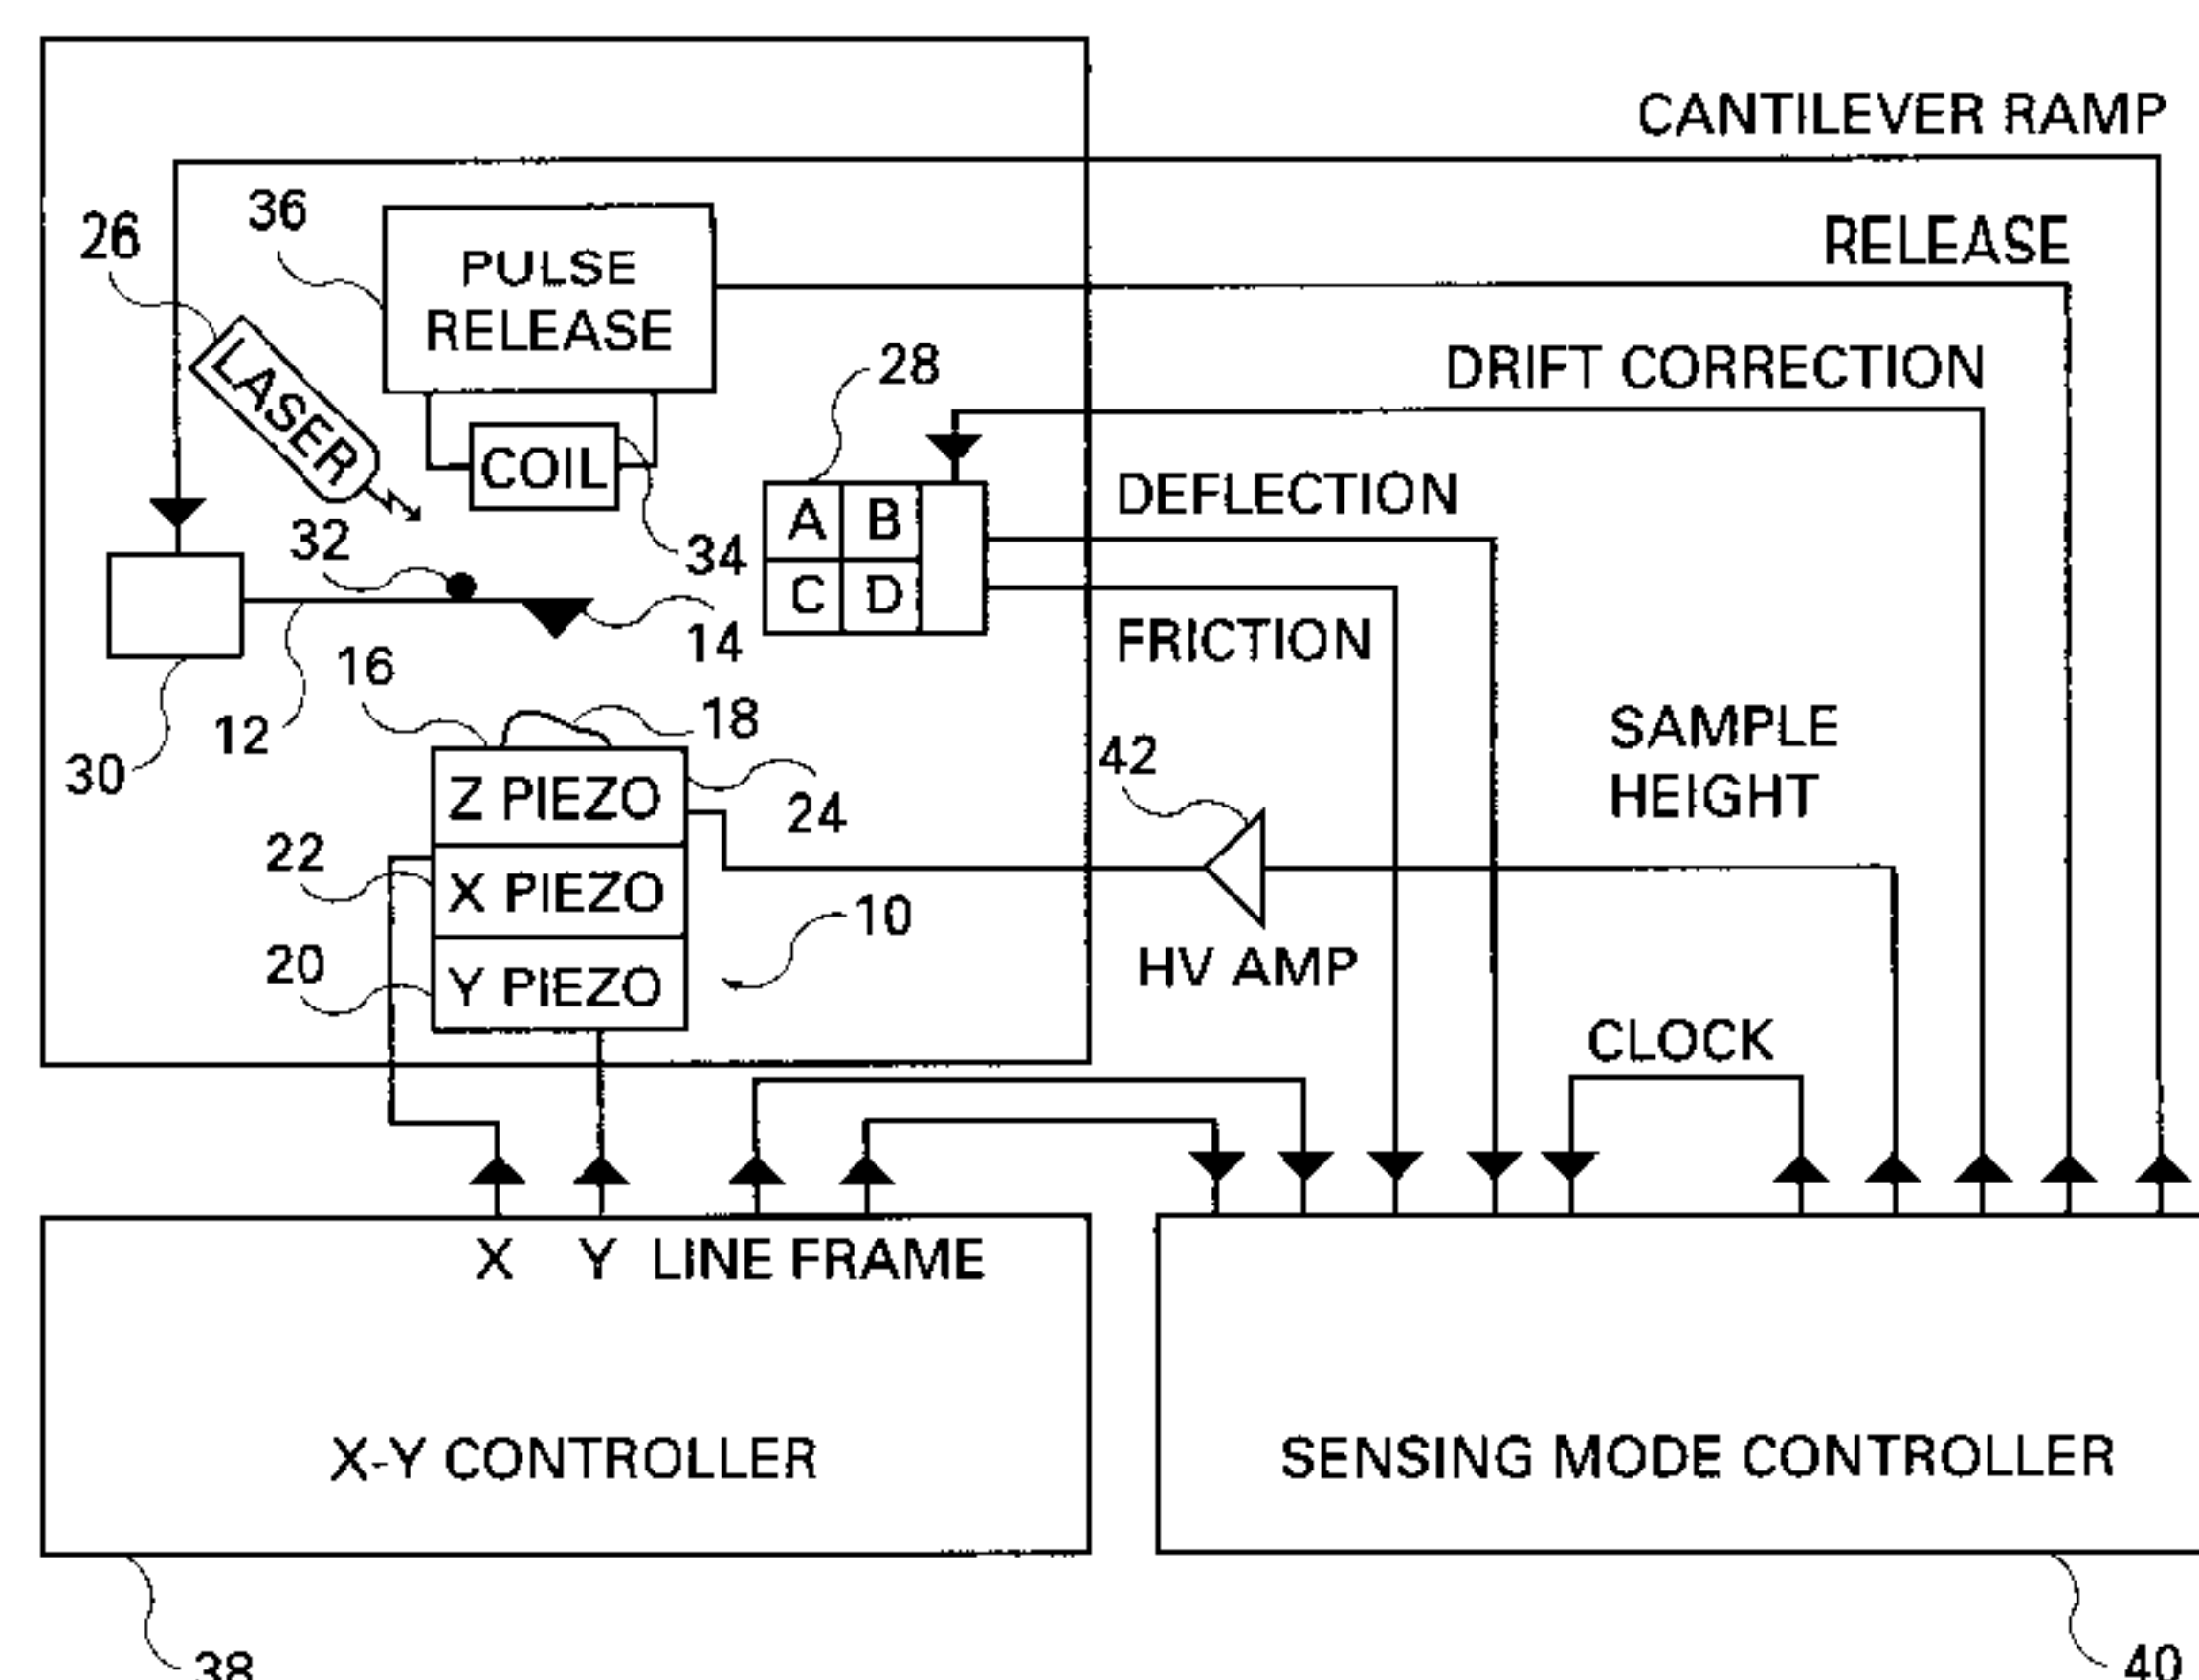 CANTILEVER RAMP
36
26
PULSE
RELEASE
RELEASE
28
DRIFT CORRECTION
LASER
COIL
A B
DEFLECTION
32
34
C D
14
FRICTION
16
12
18
30
SAMPLE
HEIGHT
42
Z PIEZO
24
22
X PIEZO
10
20
Y PIEZO
HV AMP
CLOCK
X Y LINE FRAME
X-Y CONTROLLER
SENSING MODE CONTROLLER
38
40